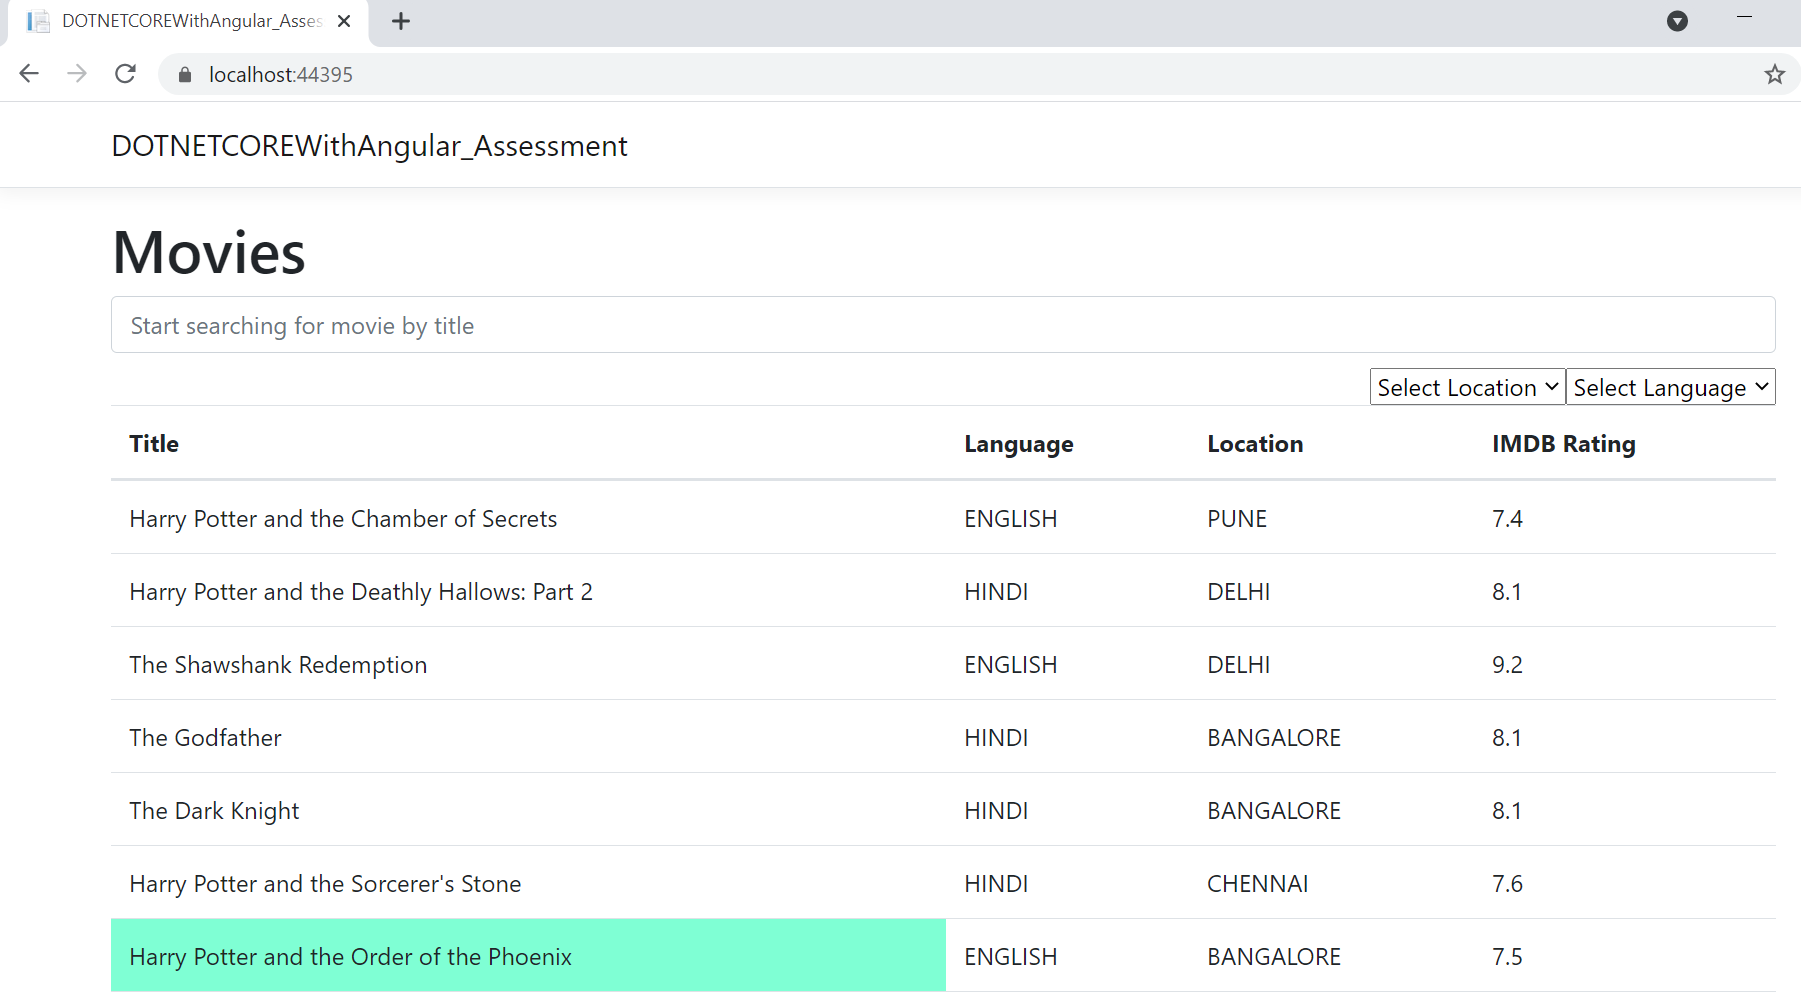 DOTNETCOREWithAngular_Asses
localhost:44395
DOTNETCOREWithAngular_Assessment
Movies
Start searching for movie by title
Select Location Select Language
Title Language Location IMDB Rating
Harry Potter and the Chamber of Secrets ENGLISH PUNE 7.4
Harry Potter and the Deathly Hallows: Part 2 HINDI DELHI 8.1
The Shawshank Redemption ENGLISH DELHI 9.2
The Godfather HINDI BANGALORE 8.1
The Dark Knight HINDI BANGALORE 8.1
Harry Potter and the Sorcerer's Stone HINDI CHENNAI 7.6
Harry Potter and the Order of the Phoenix ENGLISH BANGALORE 7.5